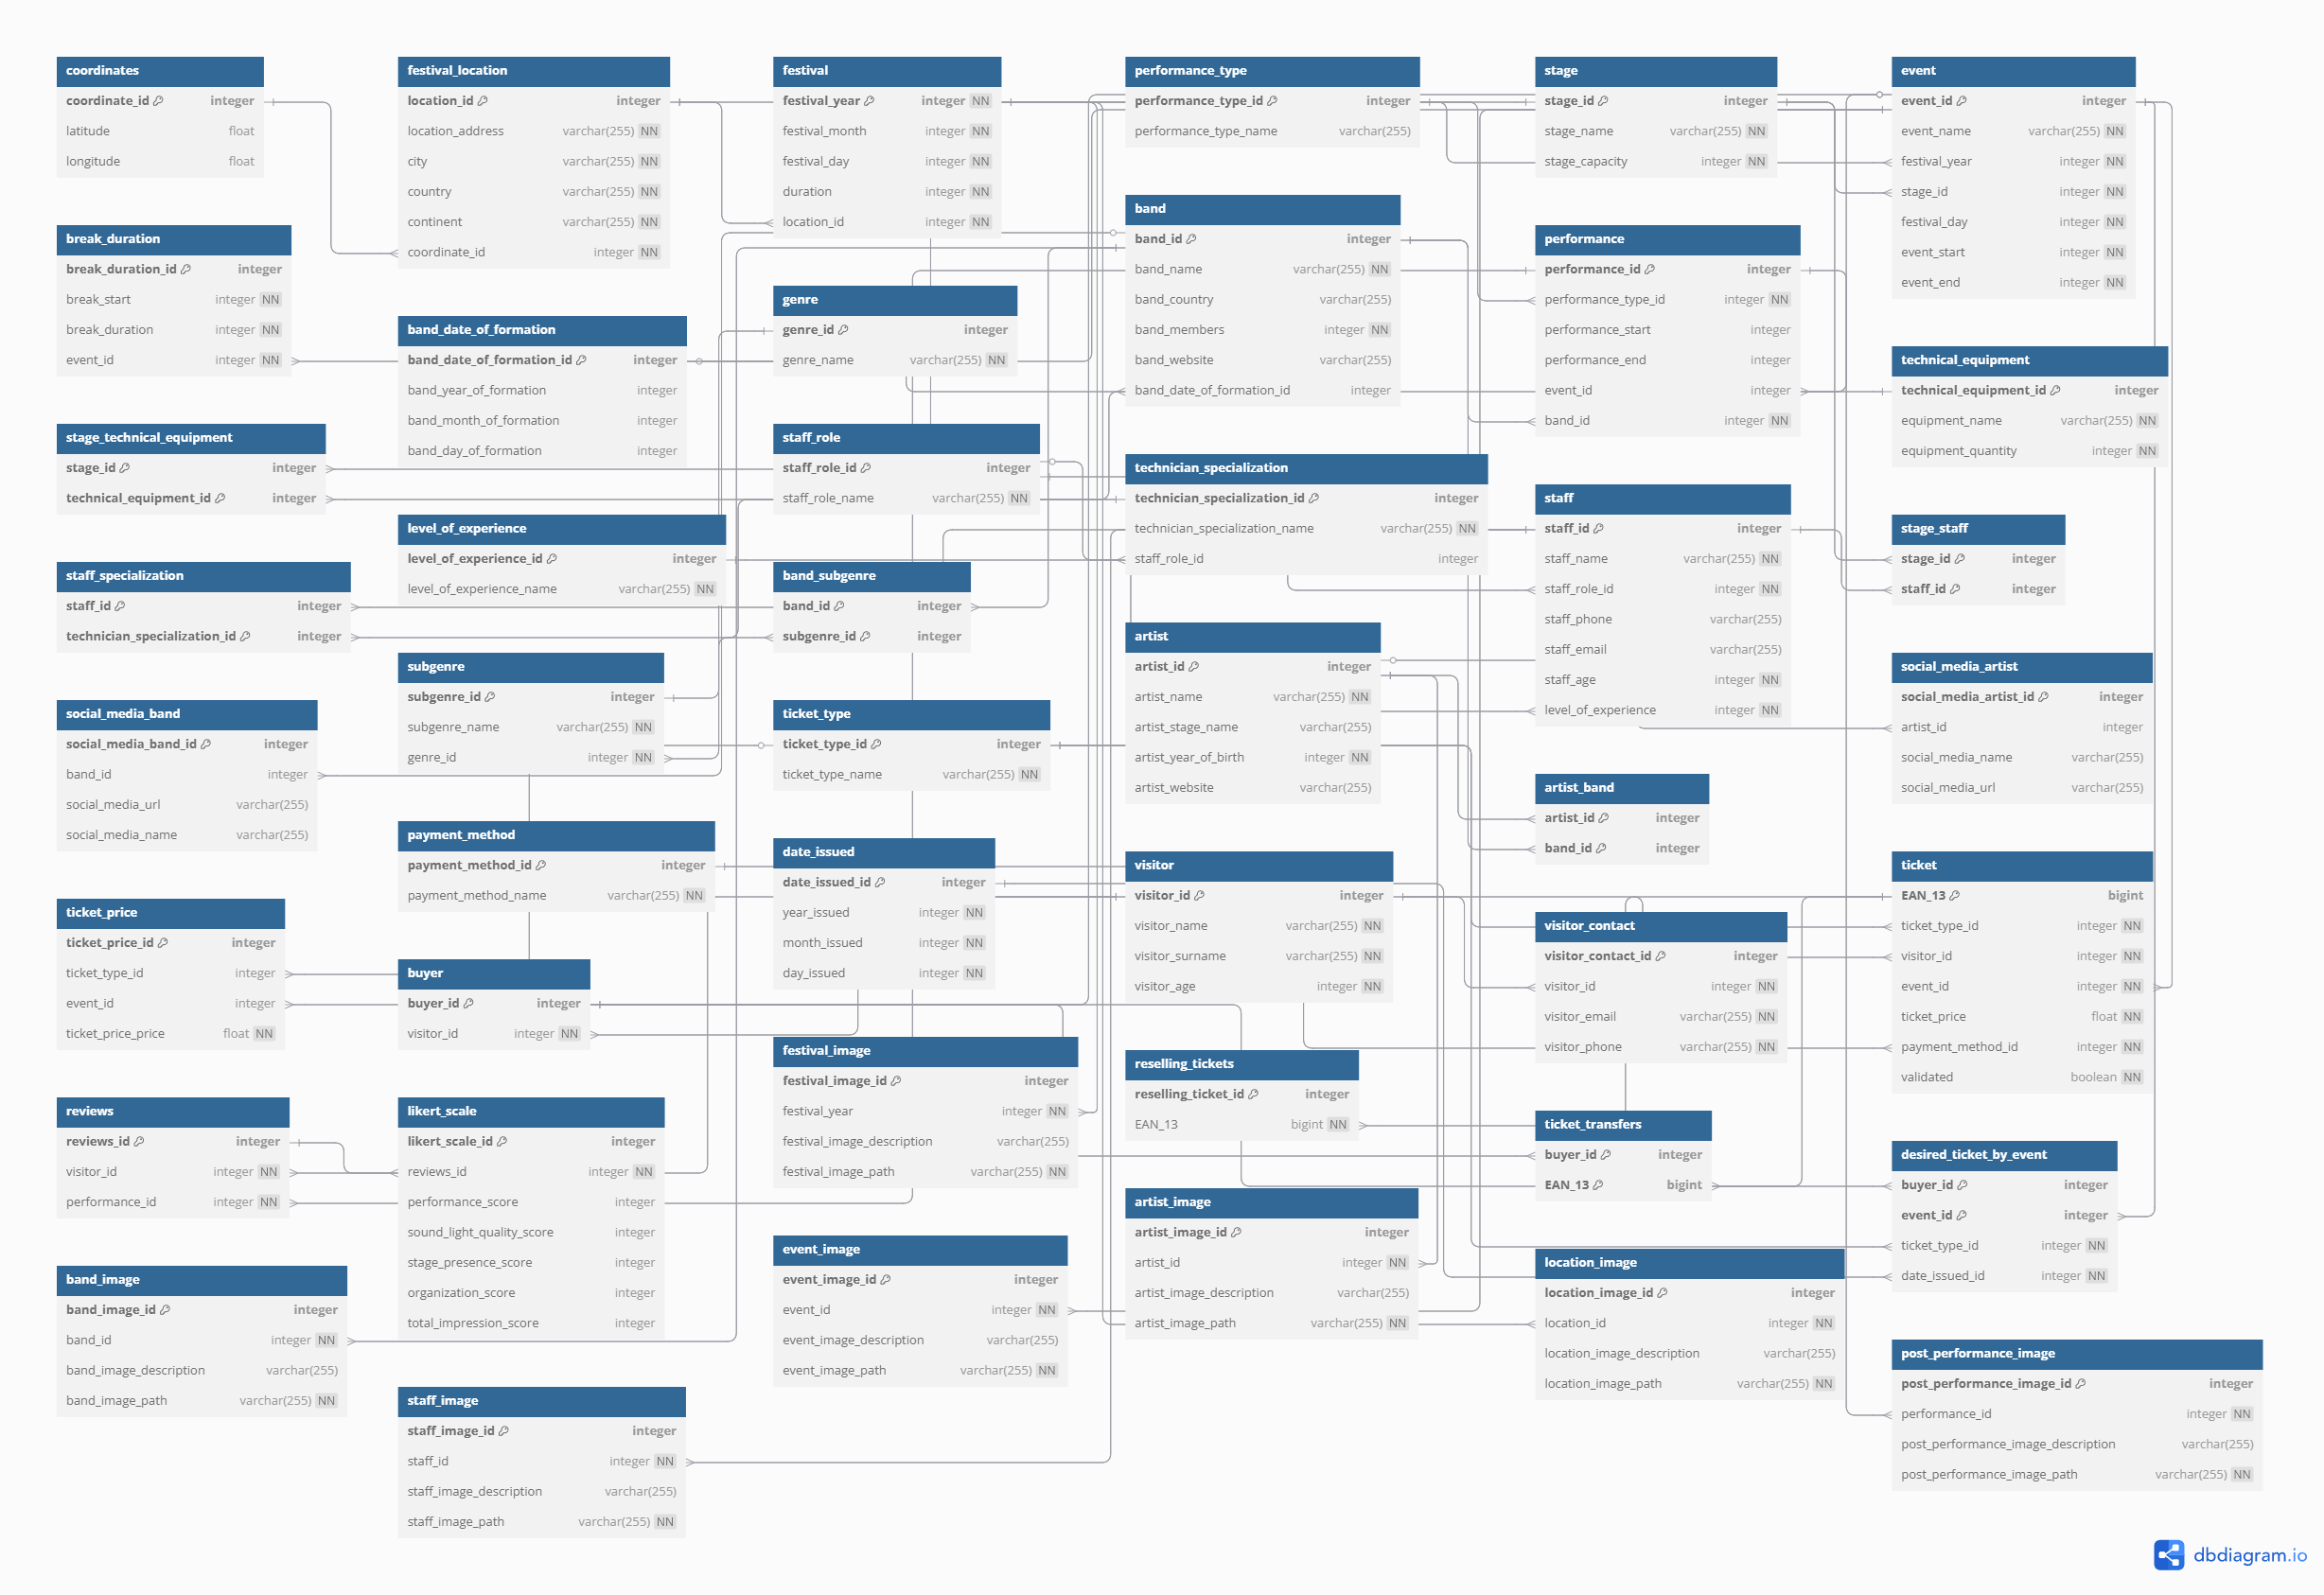 coordinates
coordinate_id integer
latitude float
longitude float
break_duration
break_duration_id integer
break_start integer NN
break_duration integer NN
event_id integer NN
stage_technical_equipment
stage_id integer
technical_equipment_id integer
staff_specialization
staff_id integer
technician_specialization_id integer
social_media_band
social_media_band_id integer
band_id integer
social_media_url varchar(255)
social_media_name varchar(255)
ticket_price
ticket_price_id integer
ticket_type_id integer
event_id integer
ticket_price_price float NN
reviews
reviews_id integer
visitor_id integer NN
performance_id integer NN
band_image
band_image_id integer
band_id integer NN
band_image_description varchar(255)
band_image_path varchar(255) NN
festival_location
location_id integer
location_address varchar(255) NN
city varchar(255) NN
country varchar(255) NN
continent varchar(255) NN
coordinate_id integer NN
band_date_of_formation
band_date_of_formation_id integer
band_year_of_formation integer
band_month_of_formation integer
band_day_of_formation integer
level_of_experience
level_of_experience_id integer
level_of_experience_name varchar(255) NN
subgenre
subgenre_id integer
subgenre_name varchar(255) NN
genre_id integer NN
payment_method
payment_method_id integer
payment_method_name varchar(255) NN
buyer
buyer_id integer
visitor_id integer NN
likert_scale
likert_scale_id integer
reviews_id integer NN
performance_score integer
sound_light_quality_score integer
stage_presence_score integer
organization_score integer
total_impression_score integer
staff_image
staff_image_id integer
staff_id integer NN
staff_image_description varchar(255)
staff_image_path varchar(255) NN
festival
festival_year integer NN
festival_month integer NN
festival_day integer NN
duration integer NN
location_id integer NN
genre
genre_id integer
genre_name varchar(255) NN
staff_role
staff_role_id integer
staff_role_name varchar(255) NN
band_subgenre
band_id integer
subgenre_id integer
ticket_type
ticket_type_id integer
ticket_type_name varchar(255) NN
date_issued
date_issued_id integer
year_issued integer NN
month_issued integer NN
day_issued integer NN
festival_image
festival_image_id integer
festival_year integer NN
festival_image_description varchar(255)
festival_image_path varchar(255) NN
event_image
event_image_id integer
event_id integer NN
event_image_description varchar(255)
event_image_path varchar(255) NN
performance_type
performance_type_id integer
performance_type_name varchar(255)
band
band_id integer
band_name varchar(255) NN
band_country varchar(255)
band_members integer NN
band_website varchar(255)
band_date_of_formation_id integer
technician_specialization
technician_specialization_id integer
technician_specialization_name varchar(255) NN
staff_role_id integer
artist
artist_id integer
artist_name varchar(255) NN
artist_stage_name varchar(255)
artist_year_of_birth integer NN
artist_website varchar(255)
visitor
visitor_id integer
visitor_name varchar(255) NN
visitor_surname varchar(255) NN
visitor_age integer NN
reselling_tickets
reselling_ticket_id integer
EAN_13 bigint NN
artist_image
artist_image_id integer
artist_id integer NN
artist_image_description varchar(255)
artist_image_path varchar(255) NN
stage
stage_id integer
stage_name varchar(255) NN
stage_capacity integer NN
performance
performance_id integer
performance_type_id integer NN
performance_start integer
performance_end integer
event_id integer
band_id integer NN
staff
staff_id integer
staff_name varchar(255) NN
staff_role_id integer NN
staff_phone varchar(255)
staff_email varchar(255)
staff_age integer NN
level_of_experience integer NN
artist_band
artist_id integer
band_id integer
visitor_contact
visitor_contact_id integer
visitor_id integer NN
visitor_email varchar(255) NN
visitor_phone varchar(255) NN
ticket_transfers
buyer_id integer
EAN_13 bigint
location_image
location_image_id integer
location_id integer NN
location_image_description varchar(255)
location_image_path varchar(255) NN
event
event_id integer
event_name varchar(255) NN
festival_year integer NN
stage_id integer NN
festival_day integer NN
event_start integer NN
event_end integer NN
technical_equipment
technical_equipment_id integer
equipment_name varchar(255) NN
equipment_quantity integer NN
stage_staff
stage_id integer
staff_id integer
social_media_artist
social_media_artist_id integer
artist_id integer
social_media_name varchar(255)
social_media_url varchar(255)
ticket
EAN_13 bigint
ticket_type_id integer NN
visitor_id integer NN
event_id integer NN
ticket_price float NN
payment_method_id integer NN
validated boolean NN
desired_ticket_by_event
buyer_id integer
event_id integer
ticket_type_id integer NN
date_issued_id integer NN
post_performance_image
post_performance_image_id integer
performance_id integer NN
post_performance_image_description varchar(255)
post_performance_image_path varchar(255) NN
dbdiagram.io